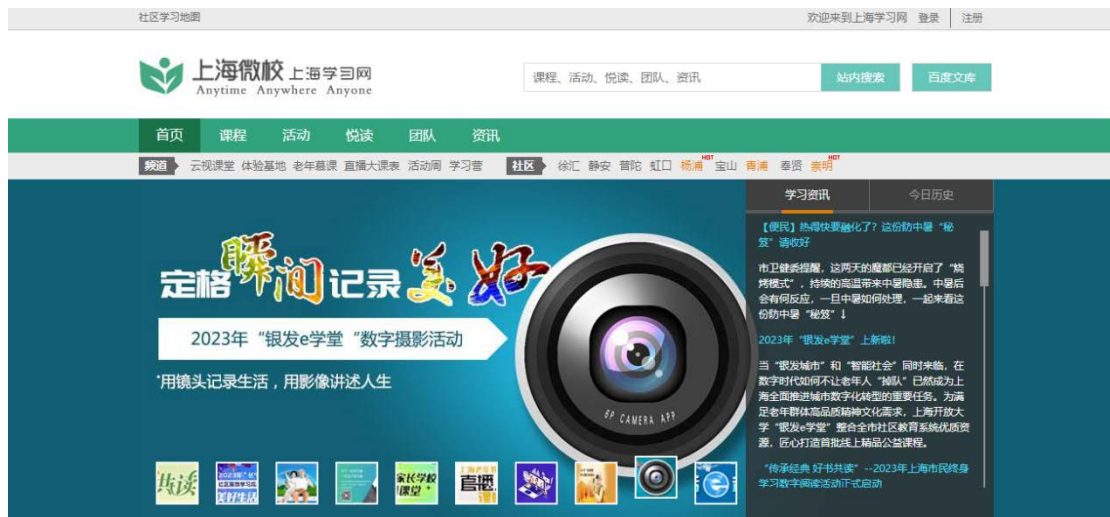 社区学习地图
欢迎来到上海学习网 登录 注册
上海微校 上海学习网
Anytime Anywhere Anyone
课程、活动、悦读、团队、资讯
站内搜索
百度文库
首页 课程 活动 悦读 团队 资讯
频道 云视课堂 体验基地 老年慕课 直播大课表 活动周 学习营
社区 徐汇 静安 普陀 虹口 杨浦HOT 宝山 青浦 奉贤 崇明HOT
定格瞬间记录美好
2023年“银发e学堂“数字摄影活动
“用镜头记录生活，用影像讲述人生
8P CAMERA APP
学习资讯 今日历史
【便民】热得快要融化了？这份防中暑“秘
笈”请收好
市卫健委提醒，这两天的魔都已经开启了“烧
烤模式”，持续的高温带来中暑隐患。中暑后
会有何反应，一旦中暑如何处理，一起来看这
份防中暑“秘笈”↓
2023年“银发e学堂”上新啦！
当“银发城市”和“智能社会”同时来临，在
数字时代如何不让老年人“掉队”已然成为上
海全面推进城市数字化转型的重要任务。为满
足老年群体高品质精神文化需求，上海开放大
学“银发e学堂”整合全市社区教育系统优质资
源，匠心打造首批线上精品公益课程。
“传承经典 好书共读”--2023年上海市民终身
学习数字阅读活动正式启动
共读
美好生活
家长学校
课堂
直播